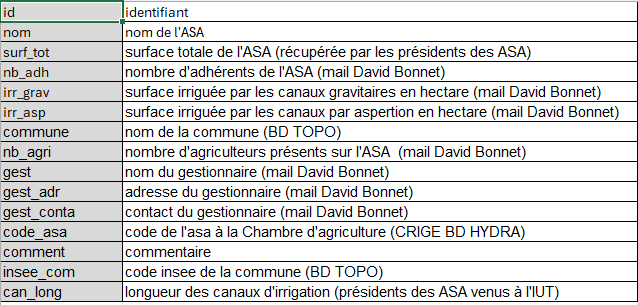 id identifiant
nom nom de l'ASA
surf_tot surface totale de l'ASA (récupérée par les présidents des ASA)
nb_adh nombre d'adhérents de l'ASA (mail David Bonnet)
irr_grav surface irriguée par les canaux gravitaires en hectare (mail David Bonnet)
irr_asp surface irriguée par les canaux par aspertion en hectare (mail David Bonnet)
commune nom de la commune (BD TOPO)
nb_agri nombre d'agriculteurs présents sur l'ASA (mail David Bonnet)
gest nom du gestionnaire (mail David Bonnet)
gest_adr adresse du gestionnaire (mail David Bonnet)
gest_conta contact du gestionnaire (mail David Bonnet)
code_asa code de l'asa à la Chambre d'agriculture (CRIGE BD HYDRA)
comment commentaire
insee_com code insee de la commune (BD TOPO)
can_long longueur des canaux d'irrigation (présidents des ASA venus à l'IUT)